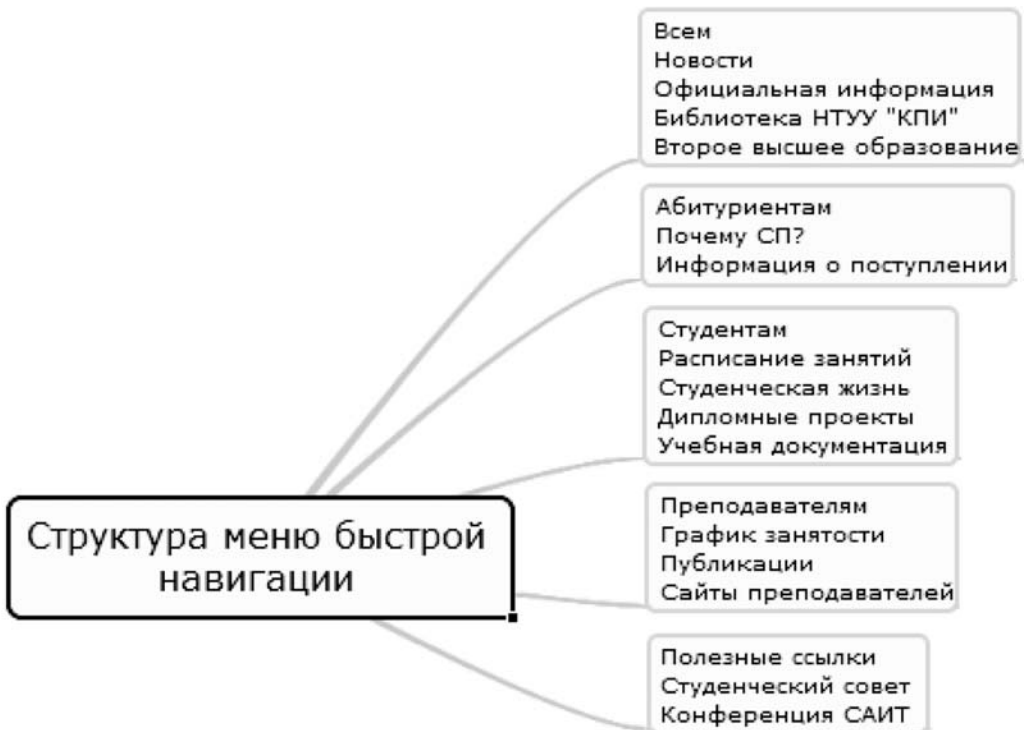 Всем
Новости
Официальная информация
Библиотека НТУУ "КПИ"
Второе высшее образование
Абитуриентам
Почему СП?
Информация о поступлении
Студентам
Расписание занятий
Студенческая жизнь
Дипломные проекты
Учебная документация
Структура меню быстрой
навигации
Преподавателям
График занятости
Публикации
Сайты преподавателей
Полезные ссылки
Студенческий совет
Конференция САИТ